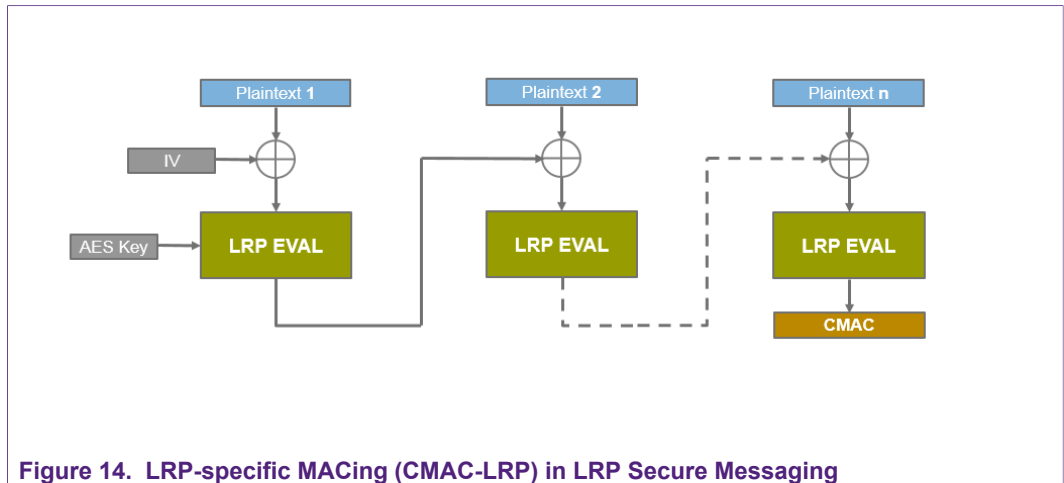 Plaintext 1
Plaintext 2
Plaintext n
IV
AES Key
LRP EVAL
LRP EVAL
LRP EVAL
CMAC
Figure 14. LRP-specific MACing (CMAC-LRP) in LRP Secure Messaging